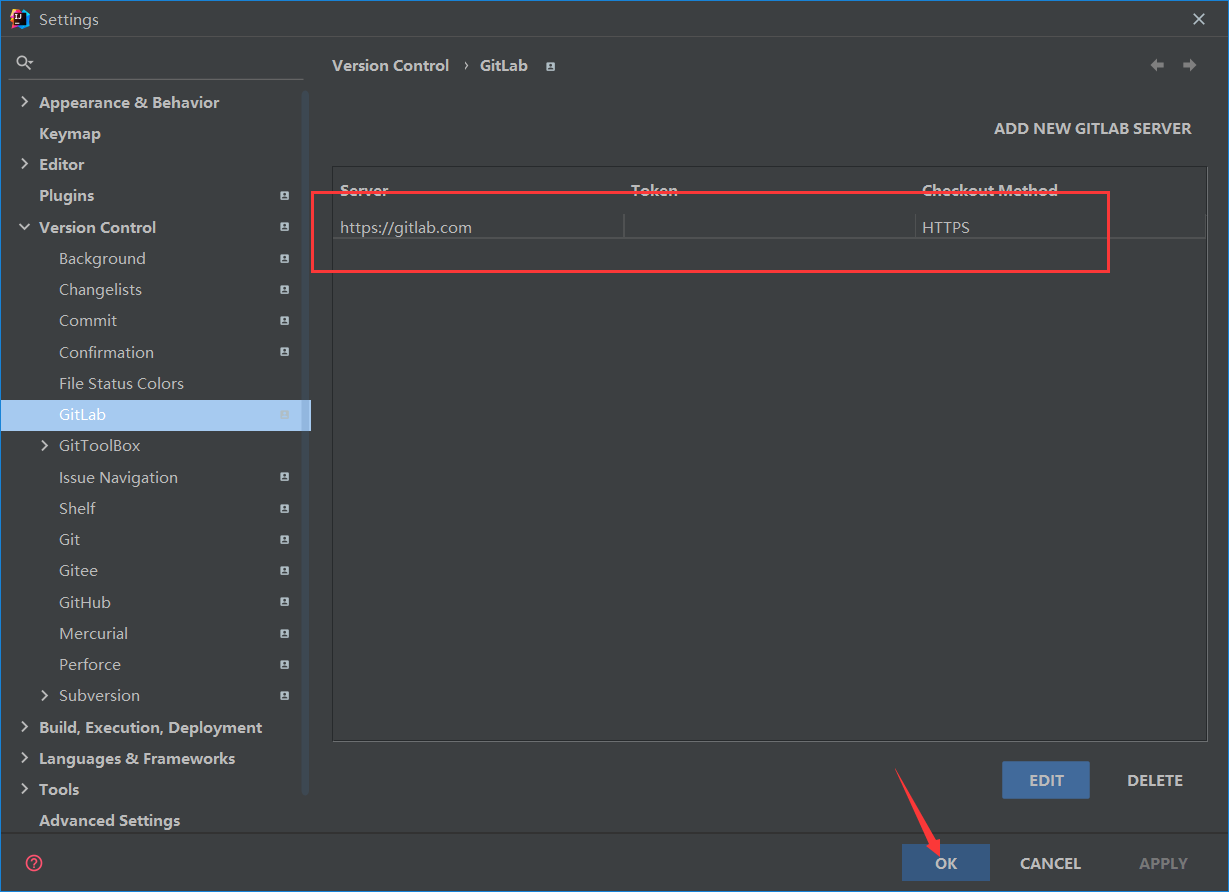 Settings
Version Control › GitLab
Appearance & Behavior
Keymap
Editor
Plugins
Version Control
Background
Changelists
Commit
Confirmation
File Status Colors
GitLab
GitToolBox
Issue Navigation
Shelf
Git
Gitee
GitHub
Mercurial
Perforce
Subversion
Build, Execution, Deployment
Languages & Frameworks
Tools
Advanced Settings
ADD NEW GITLAB SERVER
Server Token Checkout Method
https://gitlab.com HTTPS
EDIT DELETE
OK CANCEL APPLY